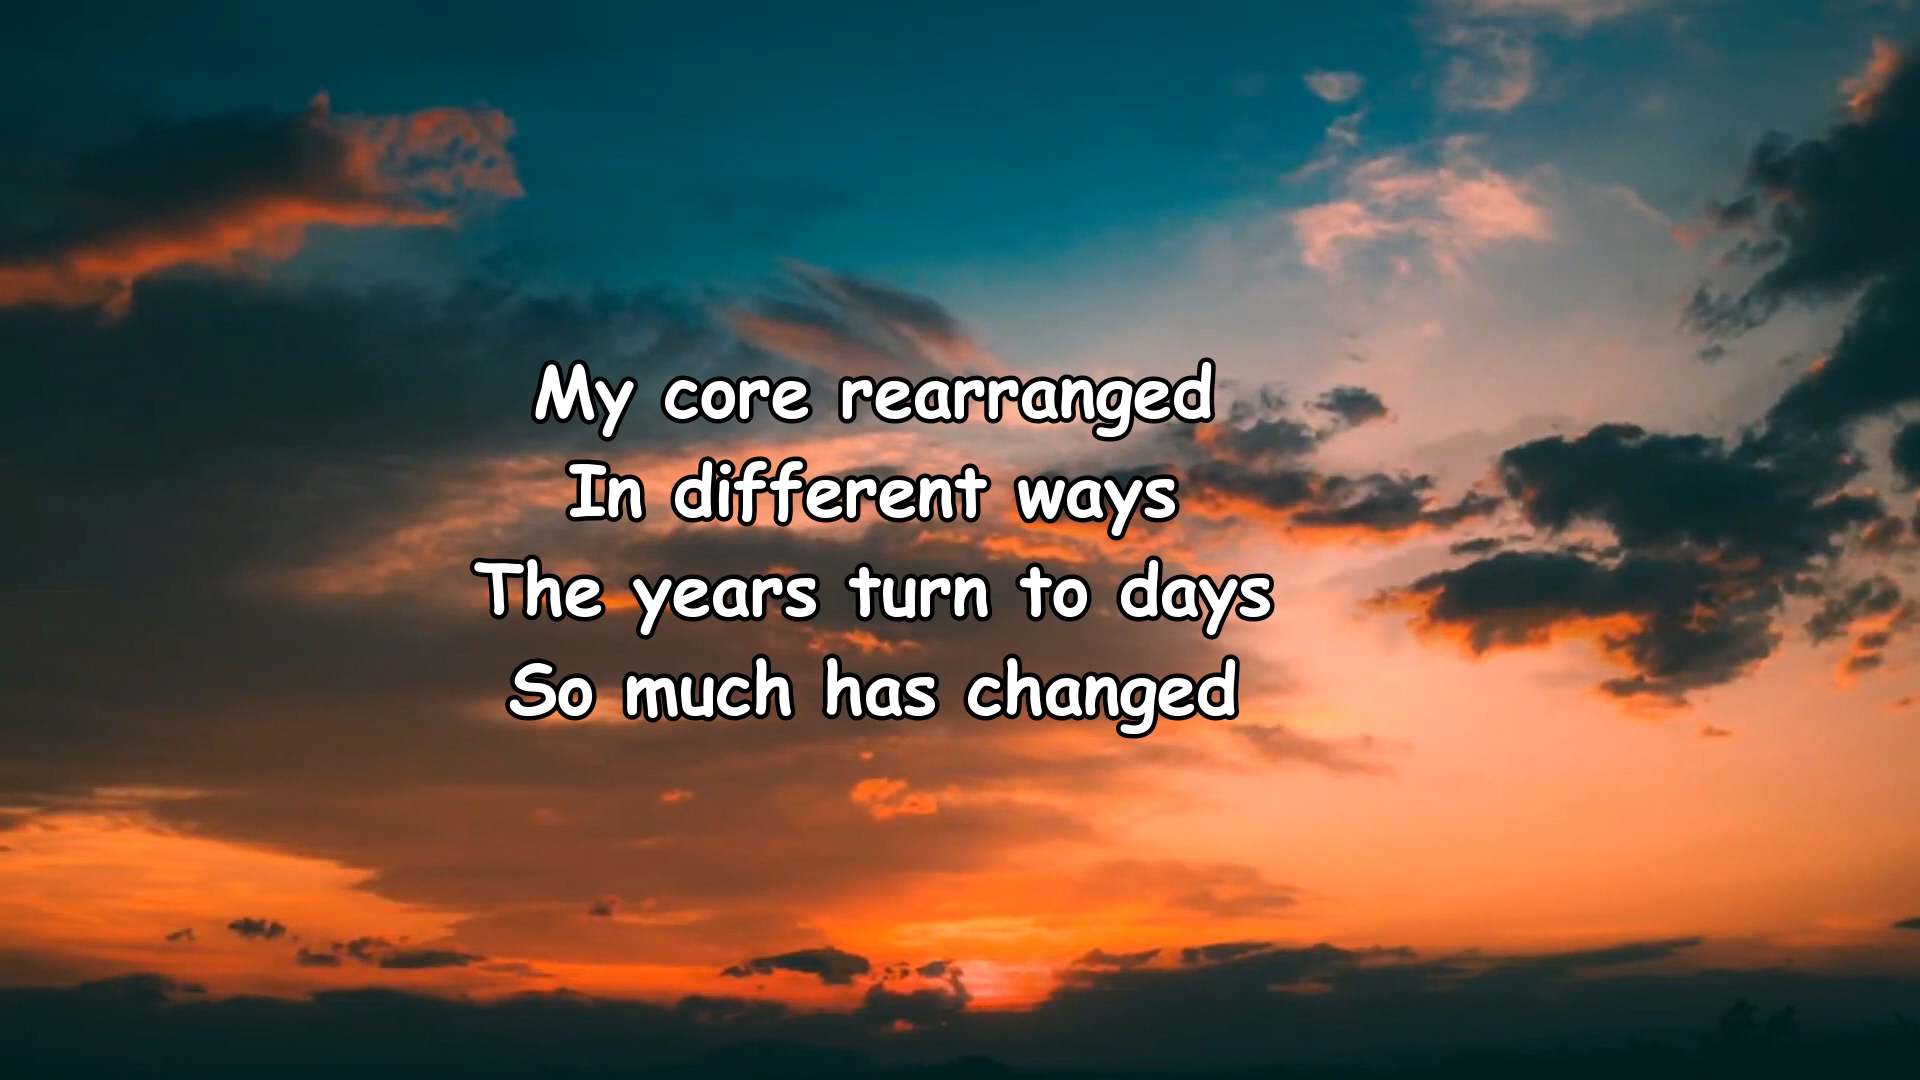 My core rearranged
In different ways
The years turn to days
So much has changed